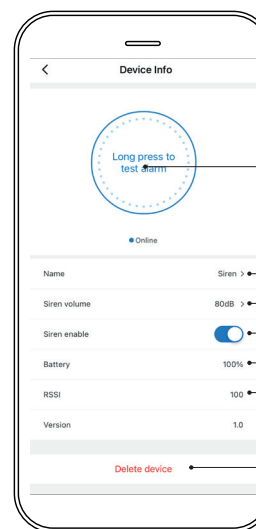 Device Info
Long press to
test alarm
Online
Name Siren >
Siren volume 80dB >
Siren enable
Battery 100%
RSSI 100
Version 1.0
Delete device